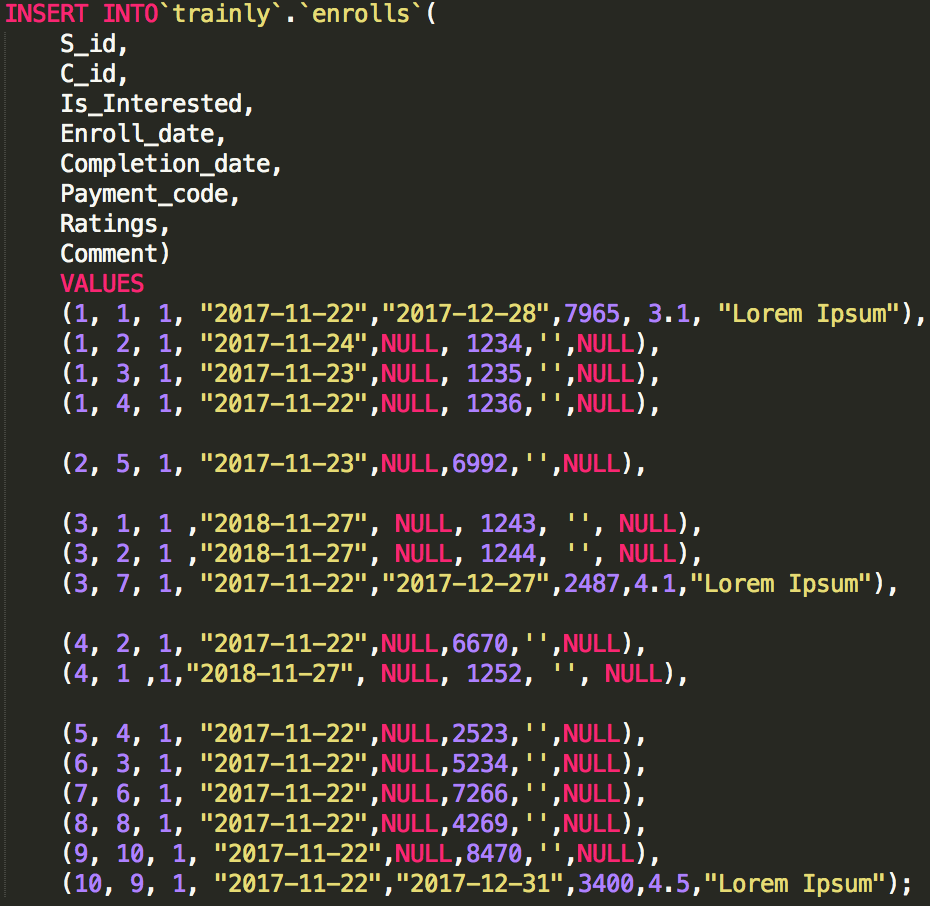 INSERT INTO`trainly`.`enrolls`(
S_id,
C_id,
Is_Interested,
Enroll_date,
Completion_date,
Payment_code,
Ratings,
Comment)
VALUES
(1, 1, 1, "2017-11-22","2017-12-28",7965, 3.1, "Lorem Ipsum"),
(1, 2, 1, "2017-11-24",NULL, 1234,'',NULL),
(1, 3, 1, "2017-11-23",NULL, 1235,'',NULL),
(1, 4, 1, "2017-11-22",NULL, 1236,'',NULL),
(2, 5, 1, "2017-11-23",NULL,6992,'',NULL),
(3, 1, 1 ,"2018-11-27", NULL, 1243, '', NULL),
(3, 2, 1 ,"2018-11-27", NULL, 1244, '', NULL),
(3, 7, 1, "2017-11-22","2017-12-27",2487,4.1,"Lorem Ipsum"),
(4, 2, 1, "2017-11-22",NULL,6670,'',NULL),
(4, 1 ,1,"2018-11-27", NULL, 1252, '', NULL),
(5, 4, 1, "2017-11-22",NULL,2523,'',NULL),
(6, 3, 1, "2017-11-22",NULL,5234,'',NULL),
(7, 6, 1, "2017-11-22",NULL,7266,'',NULL),
(8, 8, 1, "2017-11-22",NULL,4269,'',NULL),
(9, 10, 1, "2017-11-22",NULL,8470,'',NULL),
(10, 9, 1, "2017-11-22","2017-12-31",3400,4.5,"Lorem Ipsum");